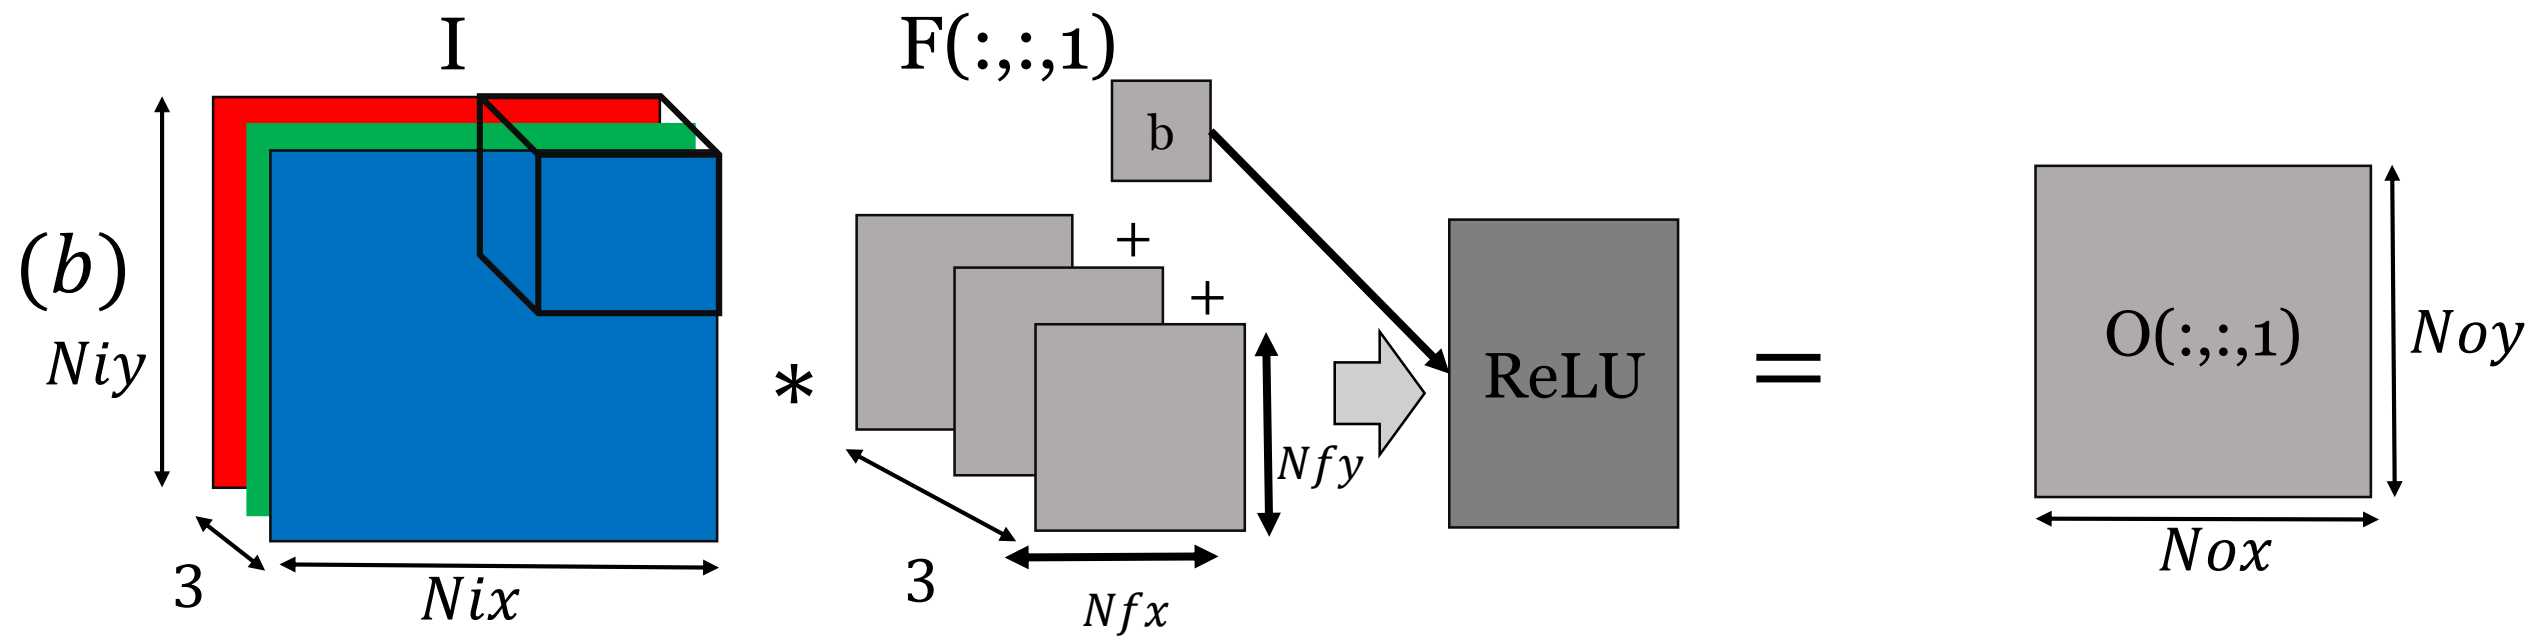 I
F(:,:,1)
b
(b)
Niy
3
Nix
*
+
+
3
Nfx
Nfy
ReLU
=
O(:,:,1)
Noy
Nox